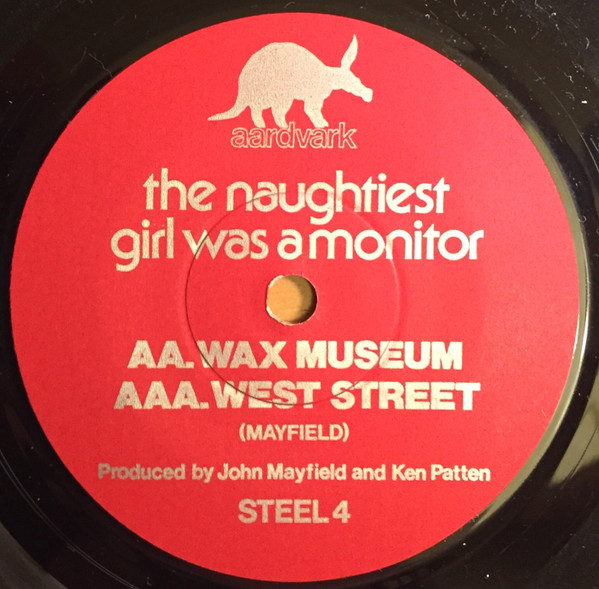 aardvark
the naughtiest
girl was a monitor
AA. WAX MUSEUM
AAA. WEST STREET
(MAYFIELD)
Produced by John Mayfield and Ken Patten
STEEL 4